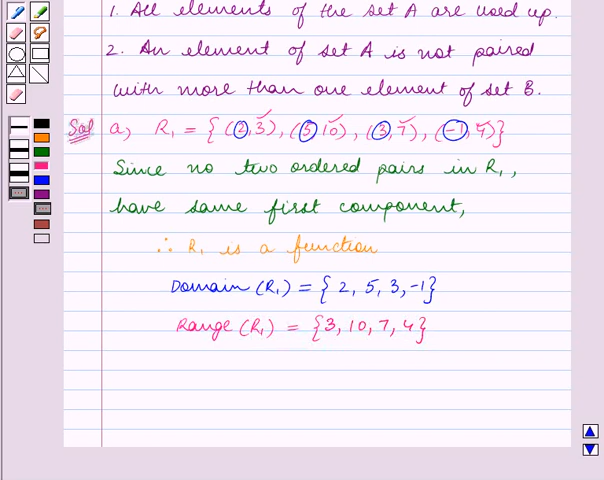 1. All elements of the set A are used up.
2. An element of set A is not paired
with more than one element of set B.
Sol a, R₁ = {(2,3), (5,10), (3,7), (-1,4)}
Since no two ordered pairs in R₁,
have same first component,
∴ R₁ is a function
Domain (R₁) = {2, 5, 3, -1}
Range (R₁) = {3, 10, 7, 4}